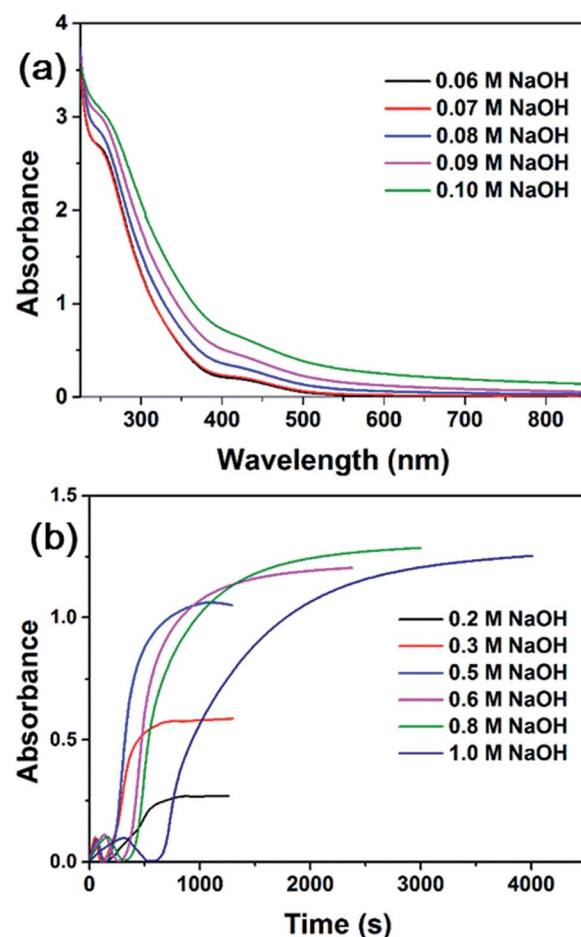 4
(a)
0.06 M NaOH
0.07 M NaOH
0.08 M NaOH
0.09 M NaOH
0.10 M NaOH
3
2
1
0
Absorbance
300 400 500 600 700 800
Wavelength (nm)
1.5
(b)
1.0
0.2 M NaOH
0.3 M NaOH
0.5 M NaOH
0.6 M NaOH
0.8 M NaOH
1.0 M NaOH
0.5
0.0
Absorbance
0 1000 2000 3000 4000
Time (s)